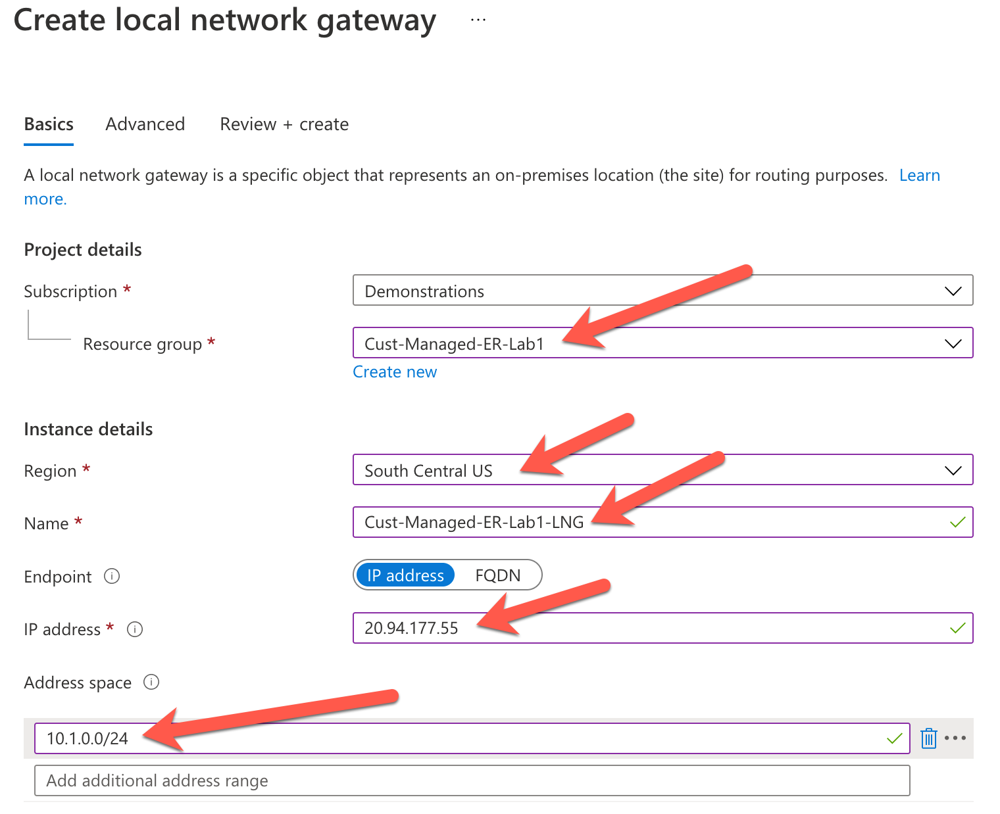 Create local network gateway ...
Basics Advanced Review + create
A local network gateway is a specific object that represents an on-premises location (the site) for routing purposes. Learn
more.
Project details
Subscription * Demonstrations
Resource group * Cust-Managed-ER-Lab1
Create new
Instance details
Region * South Central US
Name * Cust-Managed-ER-Lab1-LNG
Endpoint IP address FQDN
IP address * 20.94.177.55
Address space
10.1.0.0/24
Add additional address range